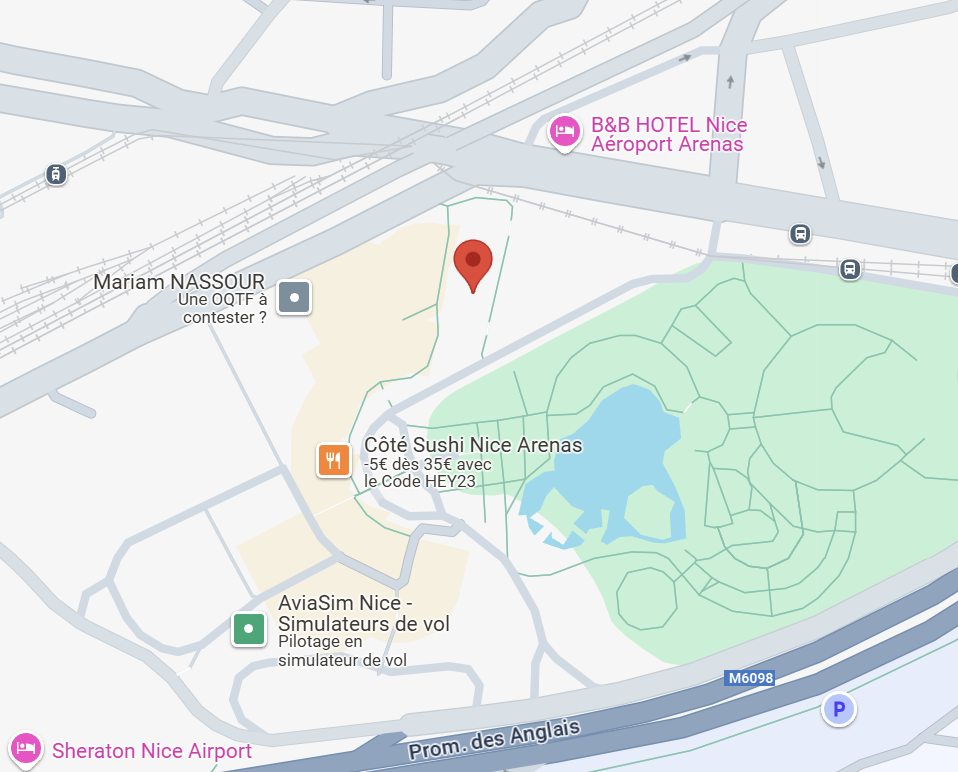 B&B HOTEL Nice
Aéroport Arenas
Mariam NASSOUR
Une OQTF à
contester ?
Côté Sushi Nice Arenas
-5€ dès 35€ avec
le Code HEY23
AviaSim Nice -
Simulateurs de vol
Pilotage en
simulateur de vol
M6098
P
Prom. des Anglais
Sheraton Nice Airport